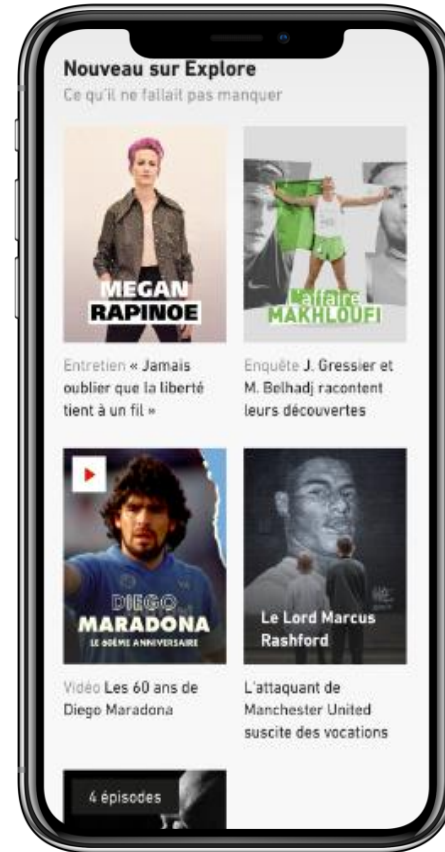 Nouveau sur Explore
Ce qu'il ne fallait pas manquer
MEGAN
RAPINOE
Entretien « Jamais
oublier que la liberté
tient à un fil »
L'affaire
MAKHLOUFI
Enquête J. Gressier et
M. Belhadj racontent
leurs découvertes
DIEGO
MARADONA
LE 60ÈME ANNIVERSAIRE
Vidéo Les 60 ans de
Diego Maradona
Le Lord Marcus
Rashford
L'attaquant de
Manchester United
suscite des vocations
4 épisodes